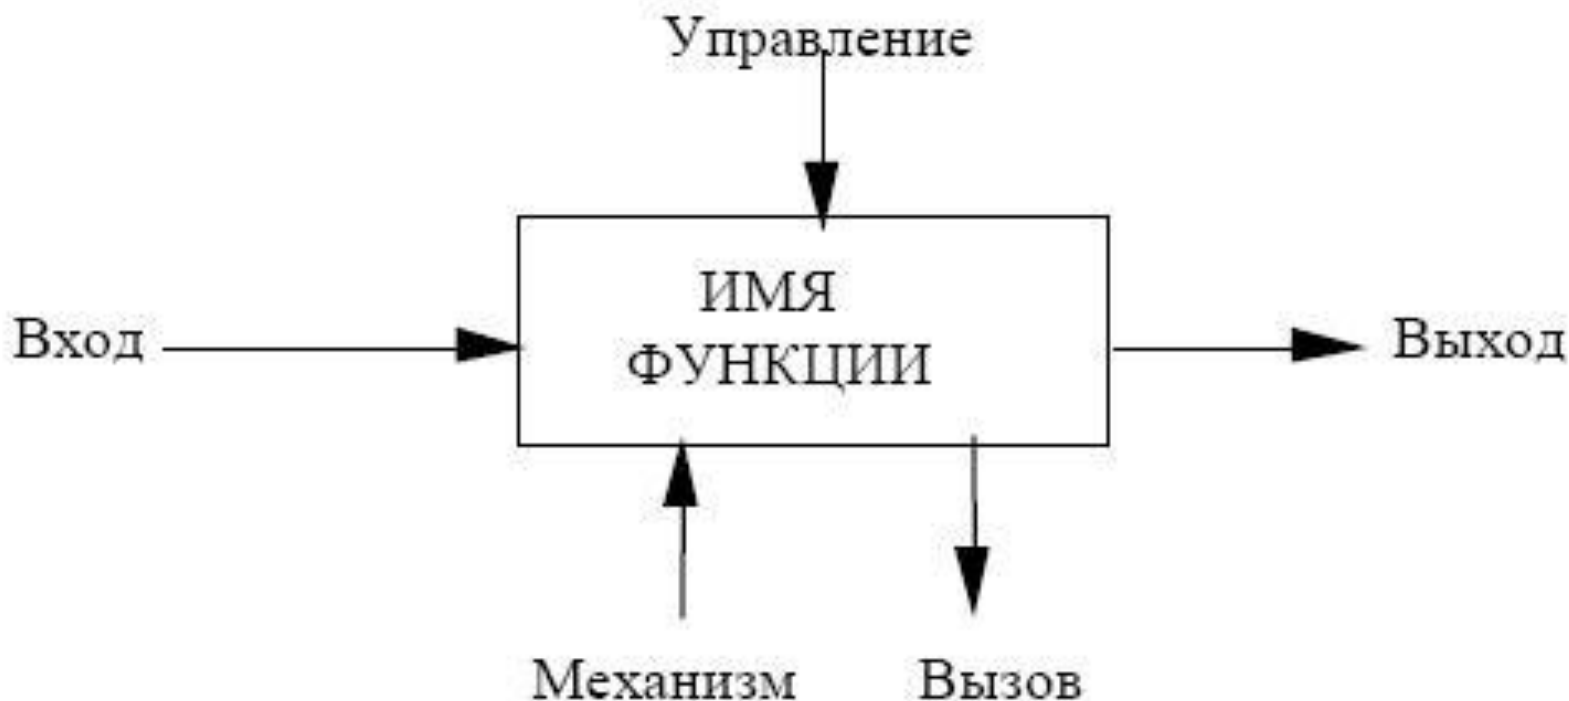 Управление
ИМЯ
ФУНКЦИИ
Вход
Выход
Механизм
Вызов